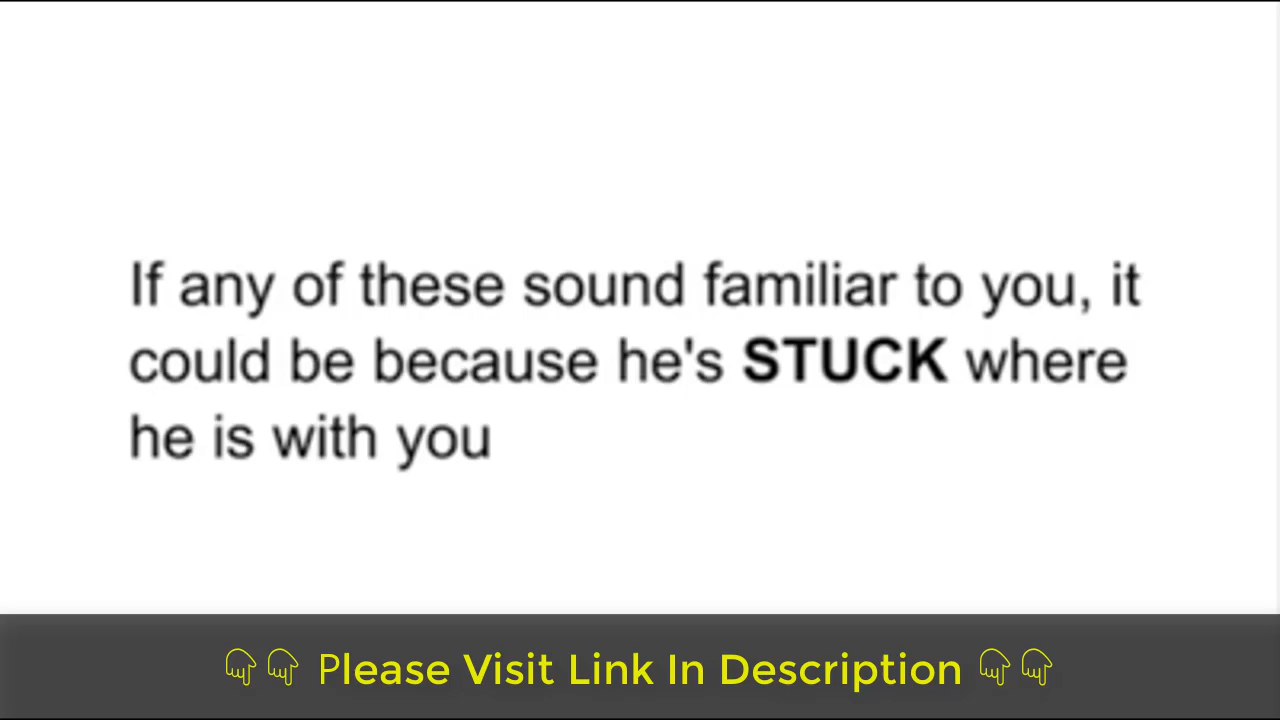 If any of these sound familiar to you, it
could be because he's STUCK where
he is with you
👇👇 Please Visit Link In Description 👇👇